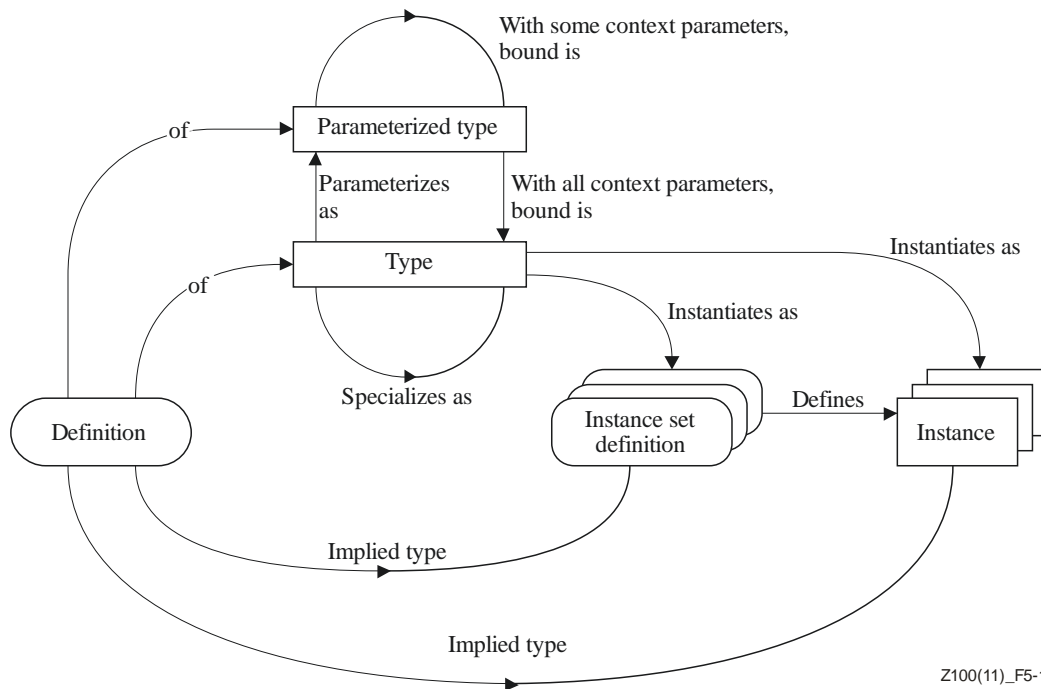 With some context parameters,
bound is
of
Parameterized type
Parameterizes
as
With all context parameters,
bound is
Instantiates as
Type
of
Instantiates as
Specializes as
Defines
Definition
Instance set
definition
Instance
Implied type
Implied type
Z100(11)_F5-1